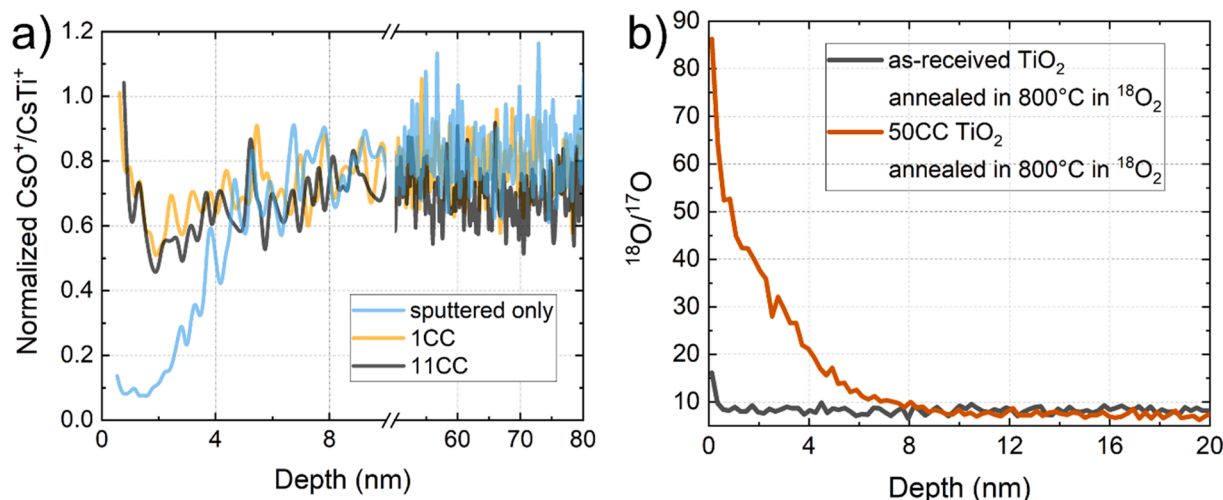 a)
Normalized CsO⁺/CsTi⁺
1.2
1.0
0.8
0.6
0.4
0.2
0.0
sputtered only
1CC
11CC
0 4 8 60 70 80
Depth (nm)
b)
¹⁸O/¹⁷O
90
80
70
60
50
40
30
20
10
as-received TiO₂
annealed in 800°C in ¹⁸O₂
50CC TiO₂
annealed in 800°C in ¹⁸O₂
0 4 8 12 16 20
Depth (nm)